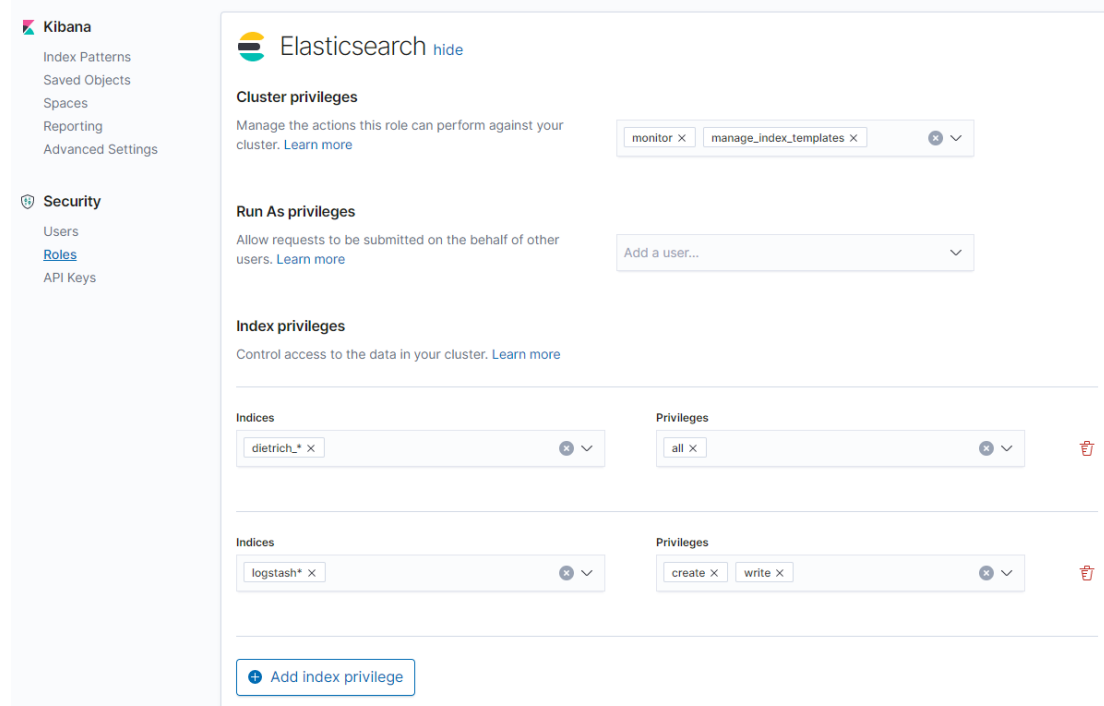 Kibana
Index Patterns
Saved Objects
Spaces
Reporting
Advanced Settings
Security
Users
Roles
API Keys
Elasticsearch hide
Cluster privileges
Manage the actions this role can perform against your
cluster. Learn more
monitor × manage_index_templates ×
Run As privileges
Allow requests to be submitted on the behalf of other
users. Learn more
Add a user...
Index privileges
Control access to the data in your cluster. Learn more
Indices Privileges
dietrich_* × all ×
Indices Privileges
logstash* × create × write ×
Add index privilege